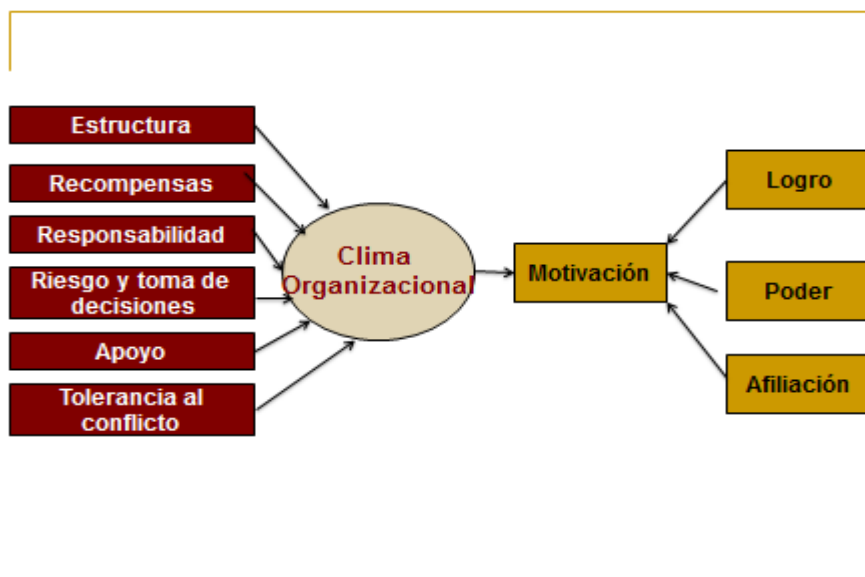 Estructura
Recompensas
Responsabilidad
Riesgo y toma de
decisiones
Apoyo
Tolerancia al
conflicto
Clima
Organizacional
Motivación
Logro
Poder
Afiliación